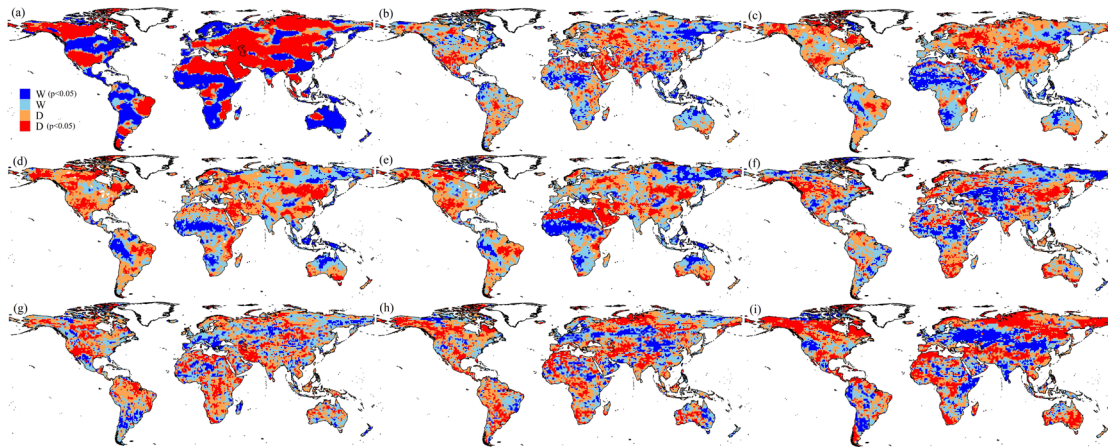 (a)
(b)
(c)
W (p<0.05)
W
D
D (p<0.05)
(d)
(e)
(f)
(g)
(h)
(i)